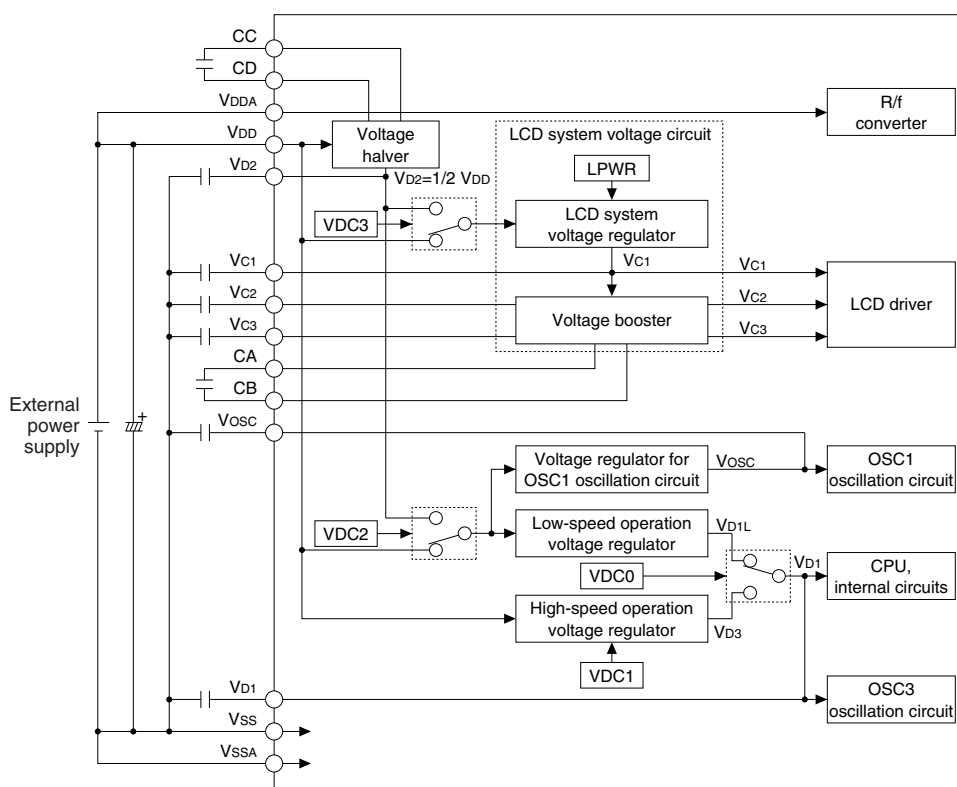 CC
CD
VDDA
VDD
VD2
Voltage
halver
VD2=1/2 VDD
LCD system voltage circuit
LPWR
LCD system
voltage regulator
VDC3
R/f
converter
VC1
VC1
VC1
VC2
Voltage booster
VC2
LCD driver
VC3
VC3
CA
CB
External
power
supply
+
VOSC
Voltage regulator for
OSC1 oscillation circuit
VOSC
OSC1
oscillation circuit
VDC2
Low-speed operation
voltage regulator
VD1L
VDC0
VD1
CPU,
internal circuits
High-speed operation
voltage regulator
VD3
VDC1
VD1
OSC3
oscillation circuit
VSS
VSSA